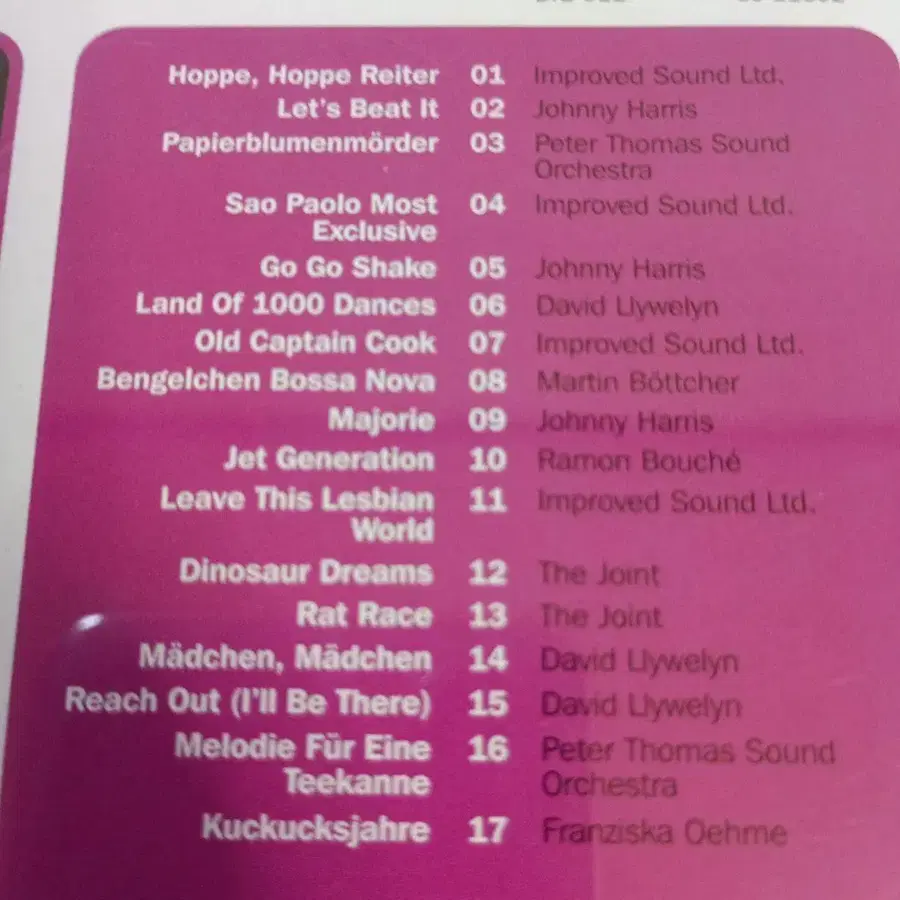 Hoppe, Hoppe Reiter 01 Improved Sound Ltd.
Let's Beat It 02 Johnny Harris
Papierblumenmörder 03 Peter Thomas Sound
Orchestra
Sao Paolo Most 04 Improved Sound Ltd.
Exclusive
Go Go Shake 05 Johnny Harris
Land Of 1000 Dances 06 David Llywelyn
Old Captain Cook 07 Improved Sound Ltd.
Bengelchen Bossa Nova 08 Martin Böttcher
Majorie 09 Johnny Harris
Jet Generation 10 Ramon Bouché
Leave This Lesbian 11 Improved Sound Ltd.
World
Dinosaur Dreams 12 The Joint
Rat Race 13 The Joint
Mädchen, Mädchen 14 David Llywelyn
Reach Out (I'll Be There) 15 David Llywelyn
Melodie Für Eine 16 Peter Thomas Sound
Teekanne Orchestra
Kuckucksjahre 17 Franziska Oehme